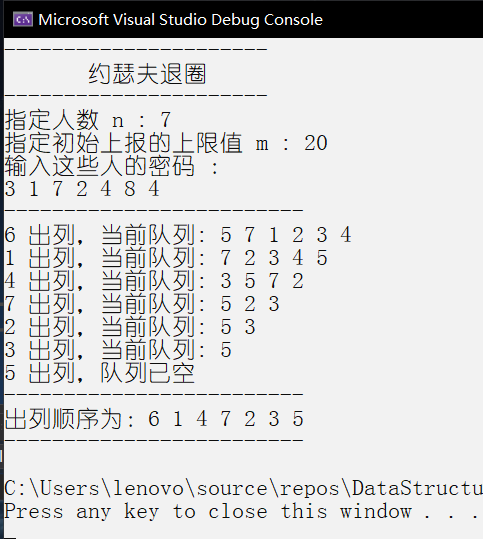 Microsoft Visual Studio Debug Console
----------------------
约瑟夫退圈
----------------------
指定人数 n : 7
指定初始上报的上限值 m : 20
输入这些人的密码 :
3 1 7 2 4 8 4
-------------------------
6 出列, 当前队列: 5 7 1 2 3 4
1 出列, 当前队列: 7 2 3 4 5
4 出列, 当前队列: 3 5 7 2
7 出列, 当前队列: 5 2 3
2 出列, 当前队列: 5 3
3 出列, 当前队列: 5
5 出列, 队列已空
-------------------------
出列顺序为: 6 1 4 7 2 3 5
-------------------------
C:\Users\lenovo\source\repos\DataStructu
Press any key to close this window . . .